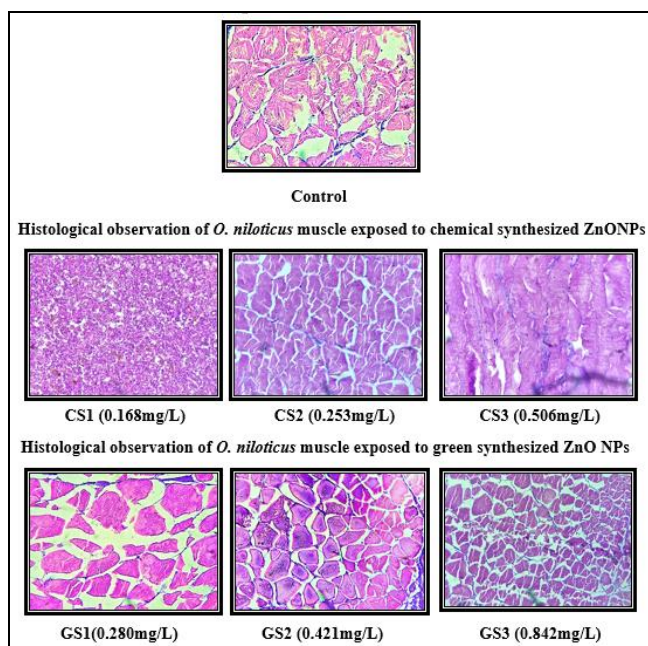 Control
Histological observation of O. niloticus muscle exposed to chemical synthesized ZnONPs
CS1 (0.168mg/L) CS2 (0.253mg/L) CS3 (0.506mg/L)
Histological observation of O. niloticus muscle exposed to green synthesized ZnO NPs
GS1(0.280mg/L) GS2 (0.421mg/L) GS3 (0.842mg/L)